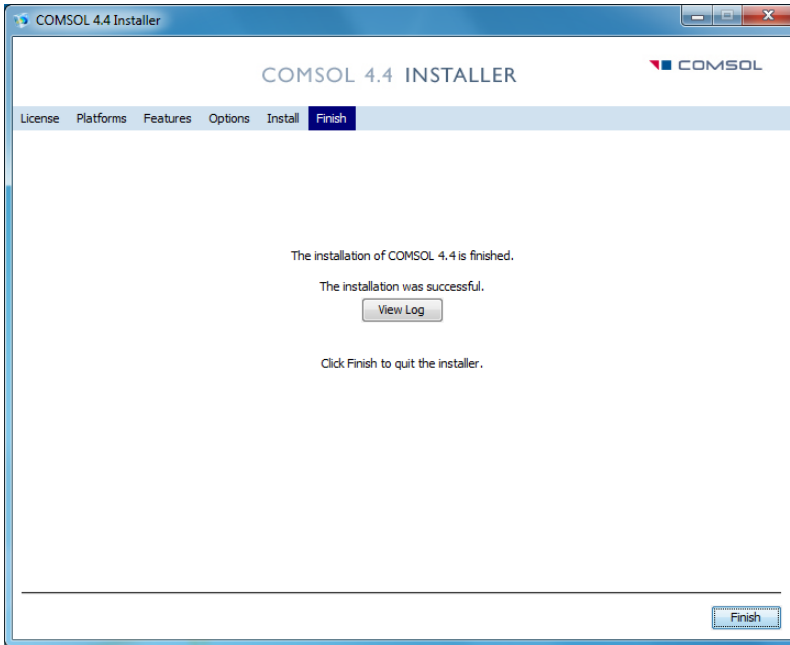 COMSOL 4.4 Installer
COMSOL 4.4 INSTALLER
COMSOL
License Platforms Features Options Install Finish
The installation of COMSOL 4.4 is finished.
The installation was successful.
View Log
Click Finish to quit the installer.
Finish